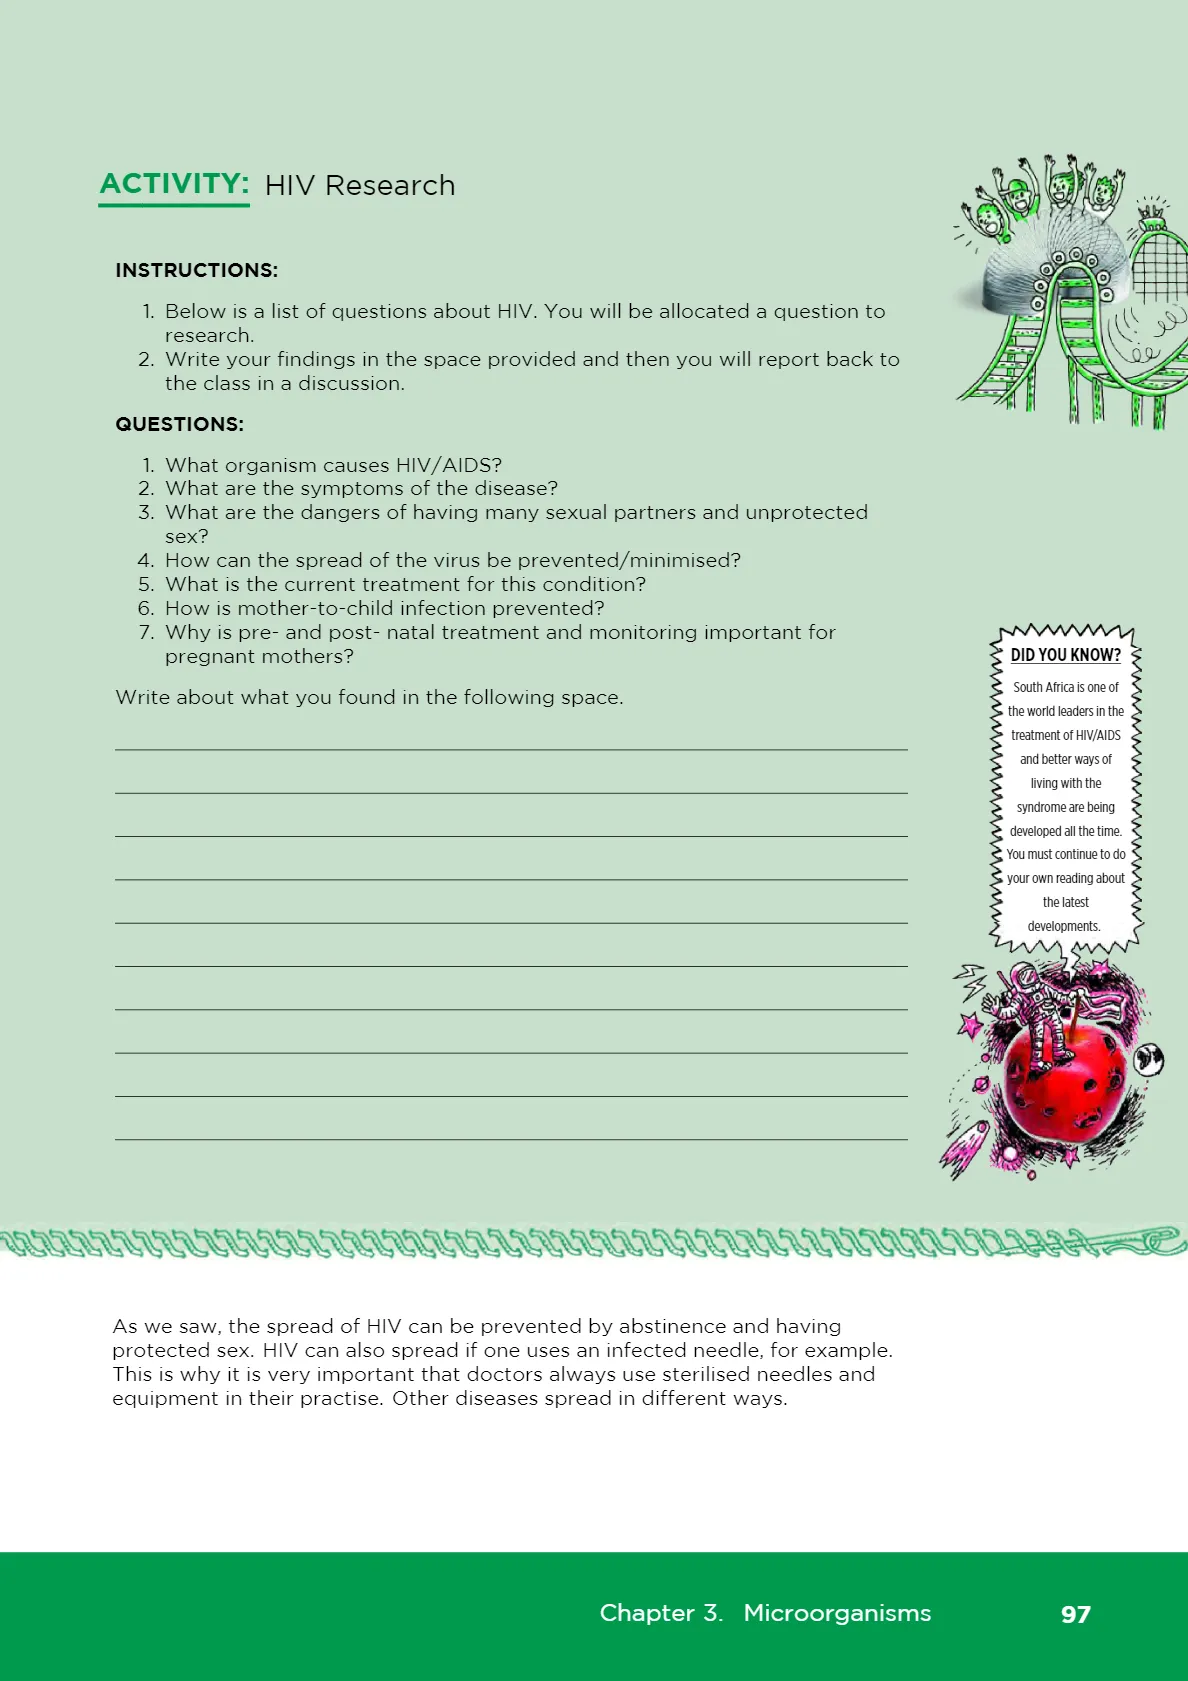 ACTIVITY: HIV Research
INSTRUCTIONS:
1. Below is a list of questions about HIV. You will be allocated a question to
research.
2. Write your findings in the space provided and then you will report back to
the class in a discussion.
QUESTIONS:
1. What organism causes HIV/AIDS?
2. What are the symptoms of the disease?
3. What are the dangers of having many sexual partners and unprotected
sex?
4. How can the spread of the virus be prevented/minimised?
5. What is the current treatment for this condition?
6. How is mother-to-child infection prevented?
7. Why is pre- and post- natal treatment and monitoring important for
pregnant mothers?
Write about what you found in the following space.
DID YOU KNOW?
South Africa is one of
the world leaders in the
treatment of HIV/AIDS
and better ways of
living with the
syndrome are being
developed all the time.
You must continue to do
your own reading about
the latest
developments.
As we saw, the spread of HIV can be prevented by abstinence and having
protected sex. HIV can also spread if one uses an infected needle, for example.
This is why it is very important that doctors always use sterilised needles and
equipment in their practise. Other diseases spread in different ways.
Chapter 3. Microorganisms 97